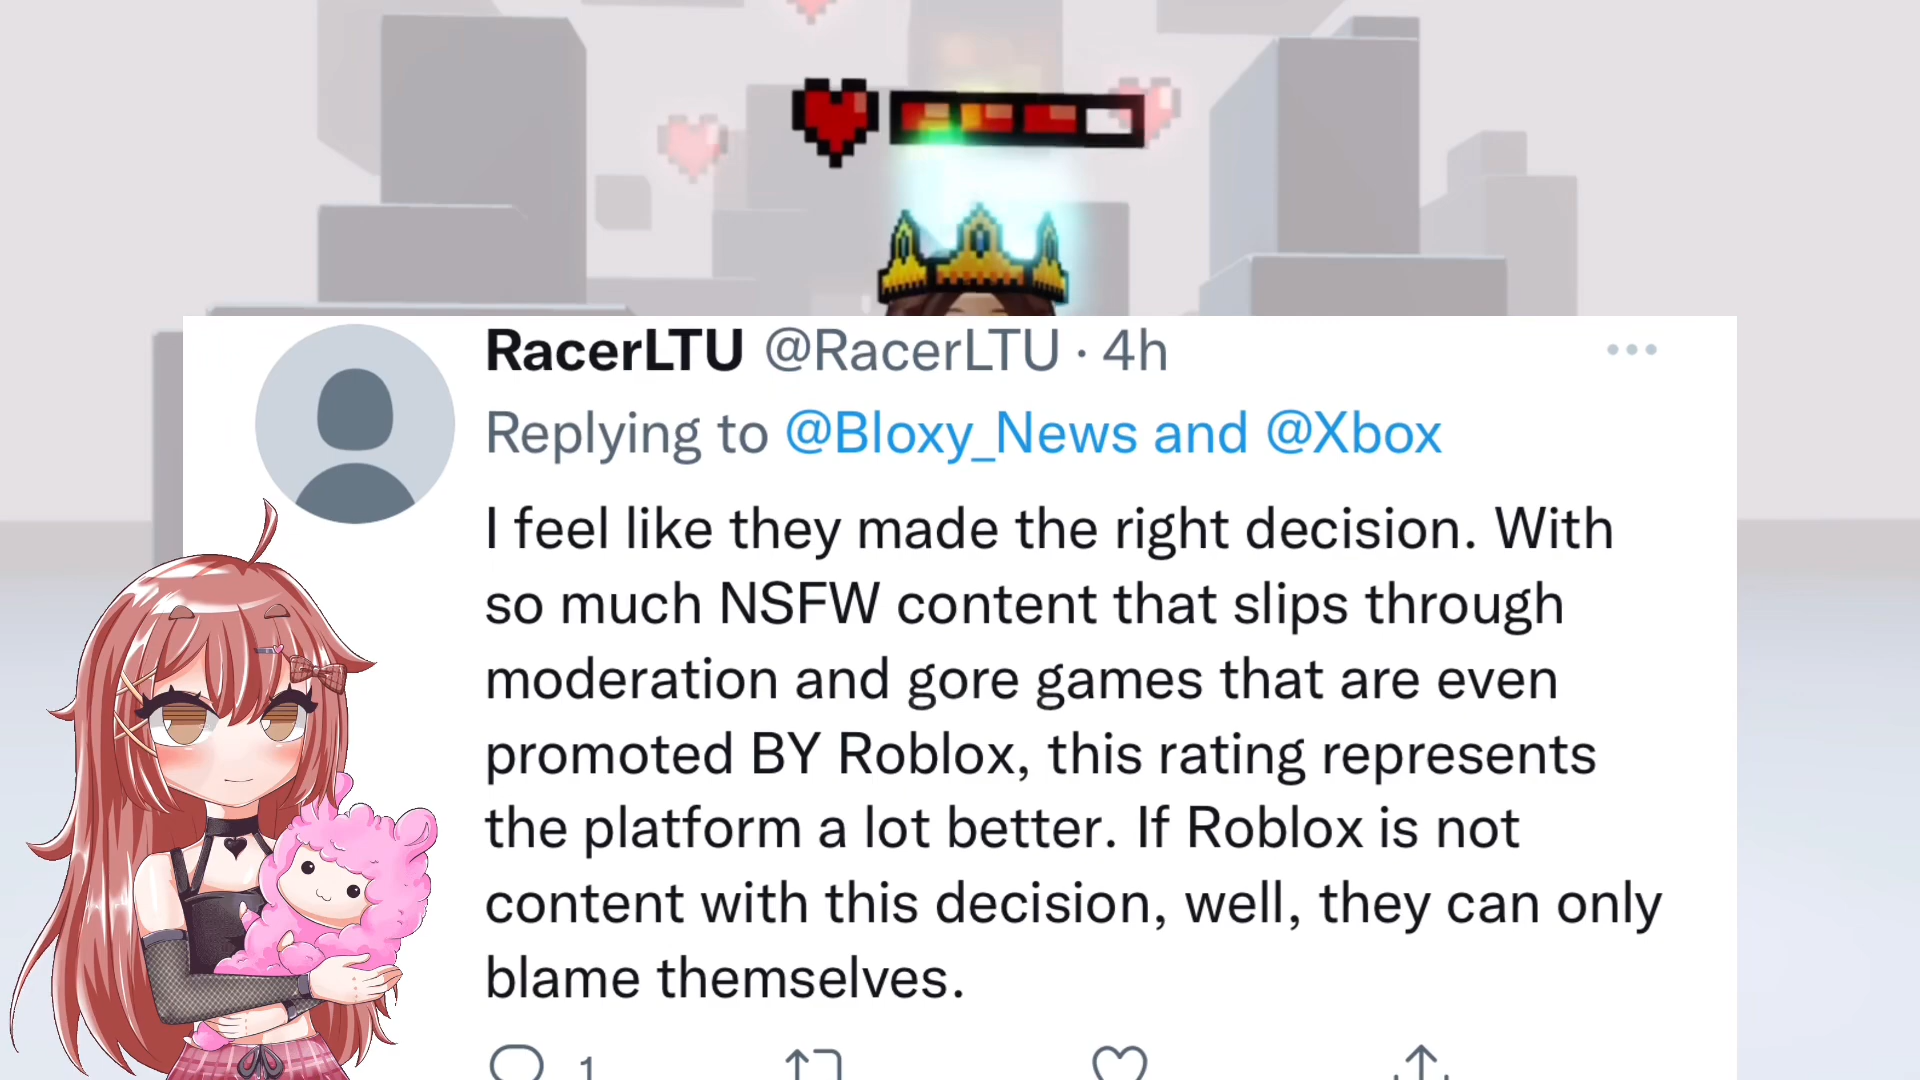 RacerLTU @RacerLTU · 4h
Replying to @Bloxy_News and @Xbox
I feel like they made the right decision. With
so much NSFW content that slips through
moderation and gore games that are even
promoted BY Roblox, this rating represents
the platform a lot better. If Roblox is not
content with this decision, well, they can only
blame themselves.
1